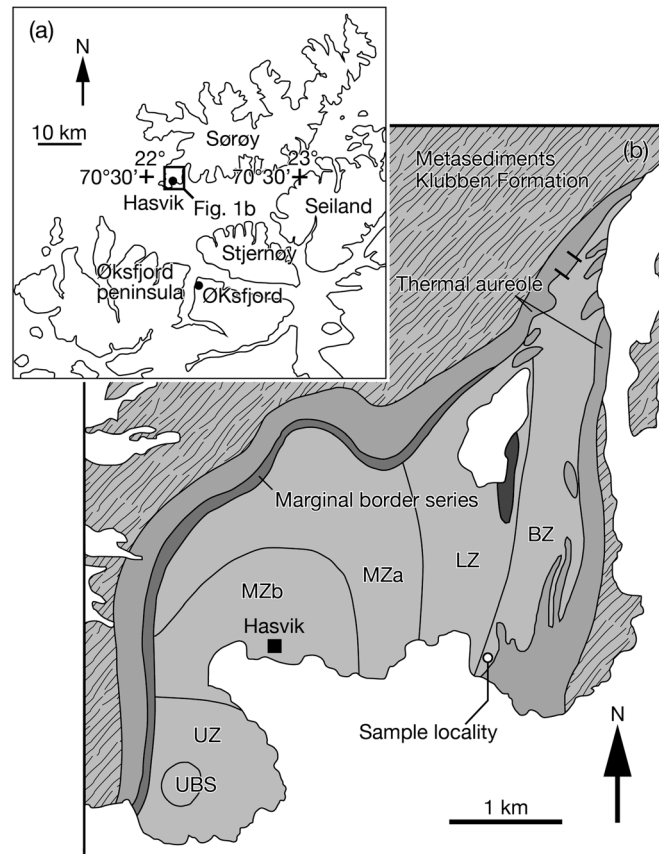 (a)
N
10 km
Sørøy
22°
23°
70°30'
70°30'
Hasvik
Fig. 1b
Seiland
Stjernøy
Øksfjord
peninsula
ØKsfjord
(b)
Metasediments
Klubben Formation
Thermal aureole
Marginal border series
BZ
LZ
MZa
MZb
Hasvik
Sample locality
UZ
UBS
N
1 km